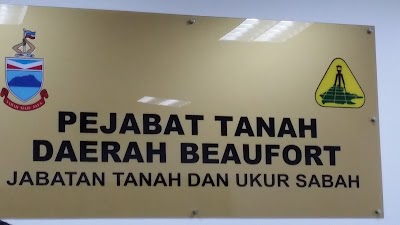 PEJABAT TANAH
DAERAH BEAUFORT
JABATAN TANAH DAN UKUR SABAH